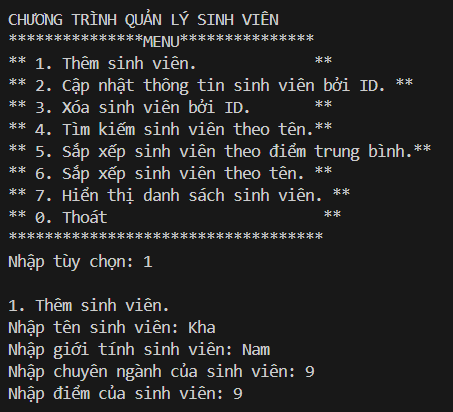 CHƯƠNG TRÌNH QUẢN LÝ SINH VIÊN
***************MENU***************
** 1. Thêm sinh viên.             **
** 2. Cập nhật thông tin sinh viên bởi ID. **
** 3. Xóa sinh viên bởi ID.       **
** 4. Tìm kiếm sinh viên theo tên.**
** 5. Sắp xếp sinh viên theo điểm trung bình.**
** 6. Sắp xếp sinh viên theo tên. **
** 7. Hiển thị danh sách sinh viên. **
** 0. Thoát                        **
**********************************
Nhập tùy chọn: 1

1. Thêm sinh viên.
Nhập tên sinh viên: Kha
Nhập giới tính sinh viên: Nam
Nhập chuyên ngành của sinh viên: 9
Nhập điểm của sinh viên: 9